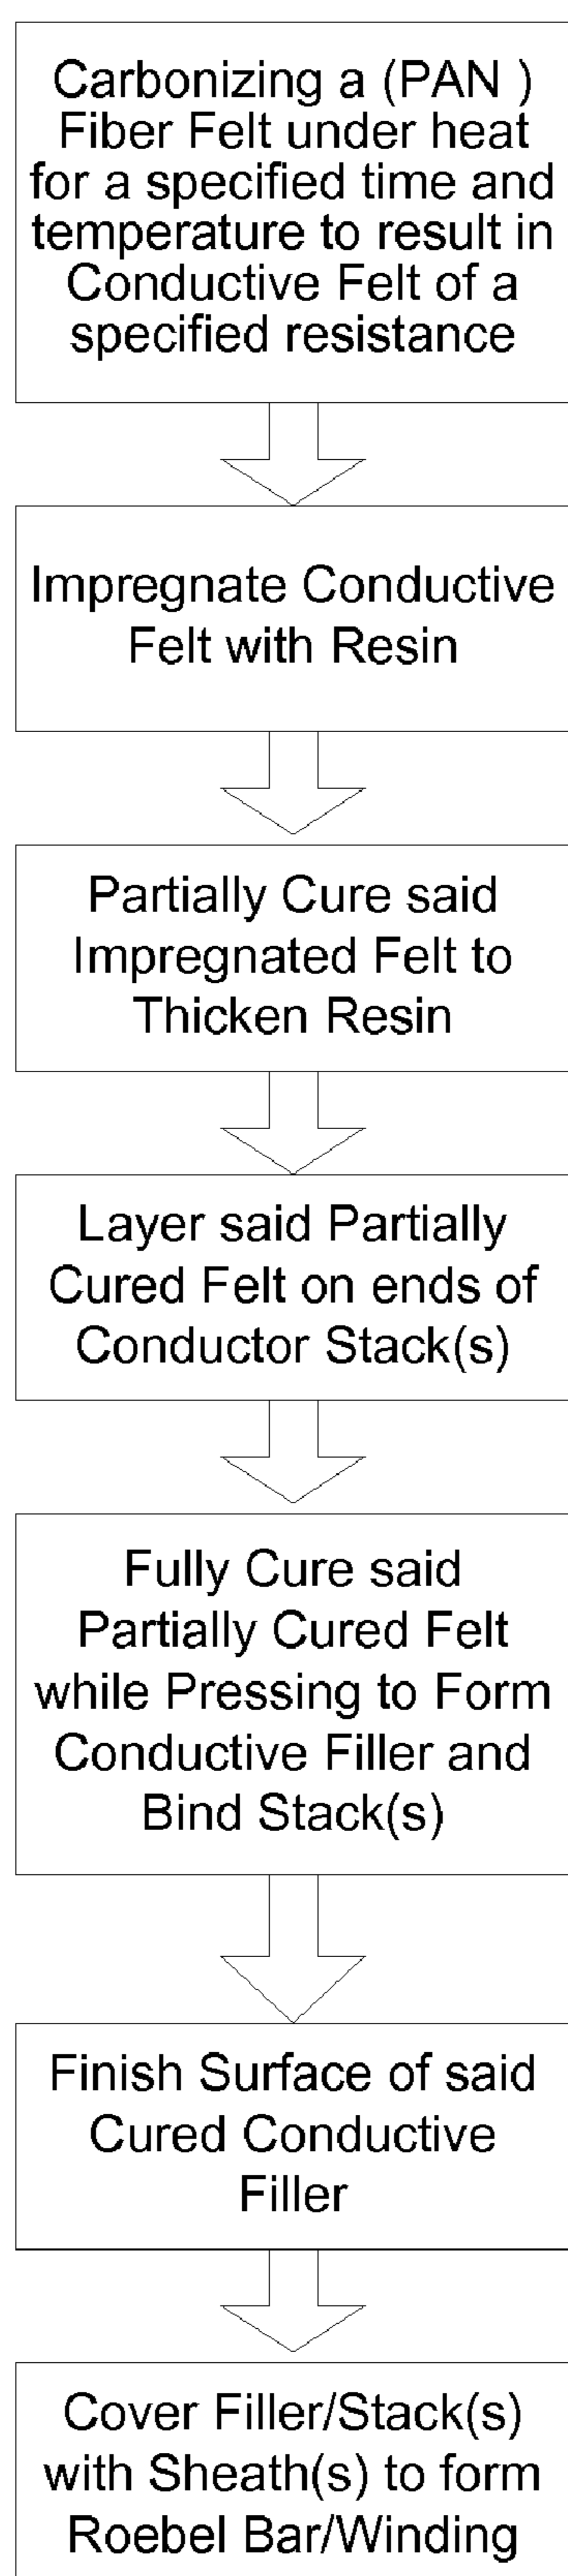 Carbonizing a (PAN )
Fiber Felt under heat
for a specified time and
temperature to result in
Conductive Felt of a
specified resistance
Impregnate Conductive
Felt with Resin
Partially Cure said
Impregnated Felt to
Thicken Resin
Layer said Partially
Cured Felt on ends of
Conductor Stack(s)
Fully Cure said
Partially Cured Felt
while Pressing to Form
Conductive Filler and
Bind Stack(s)
Finish Surface of said
Cured Conductive
Filler
Cover Filler/Stack(s)
with Sheath(s) to form
Roebel Bar/Winding